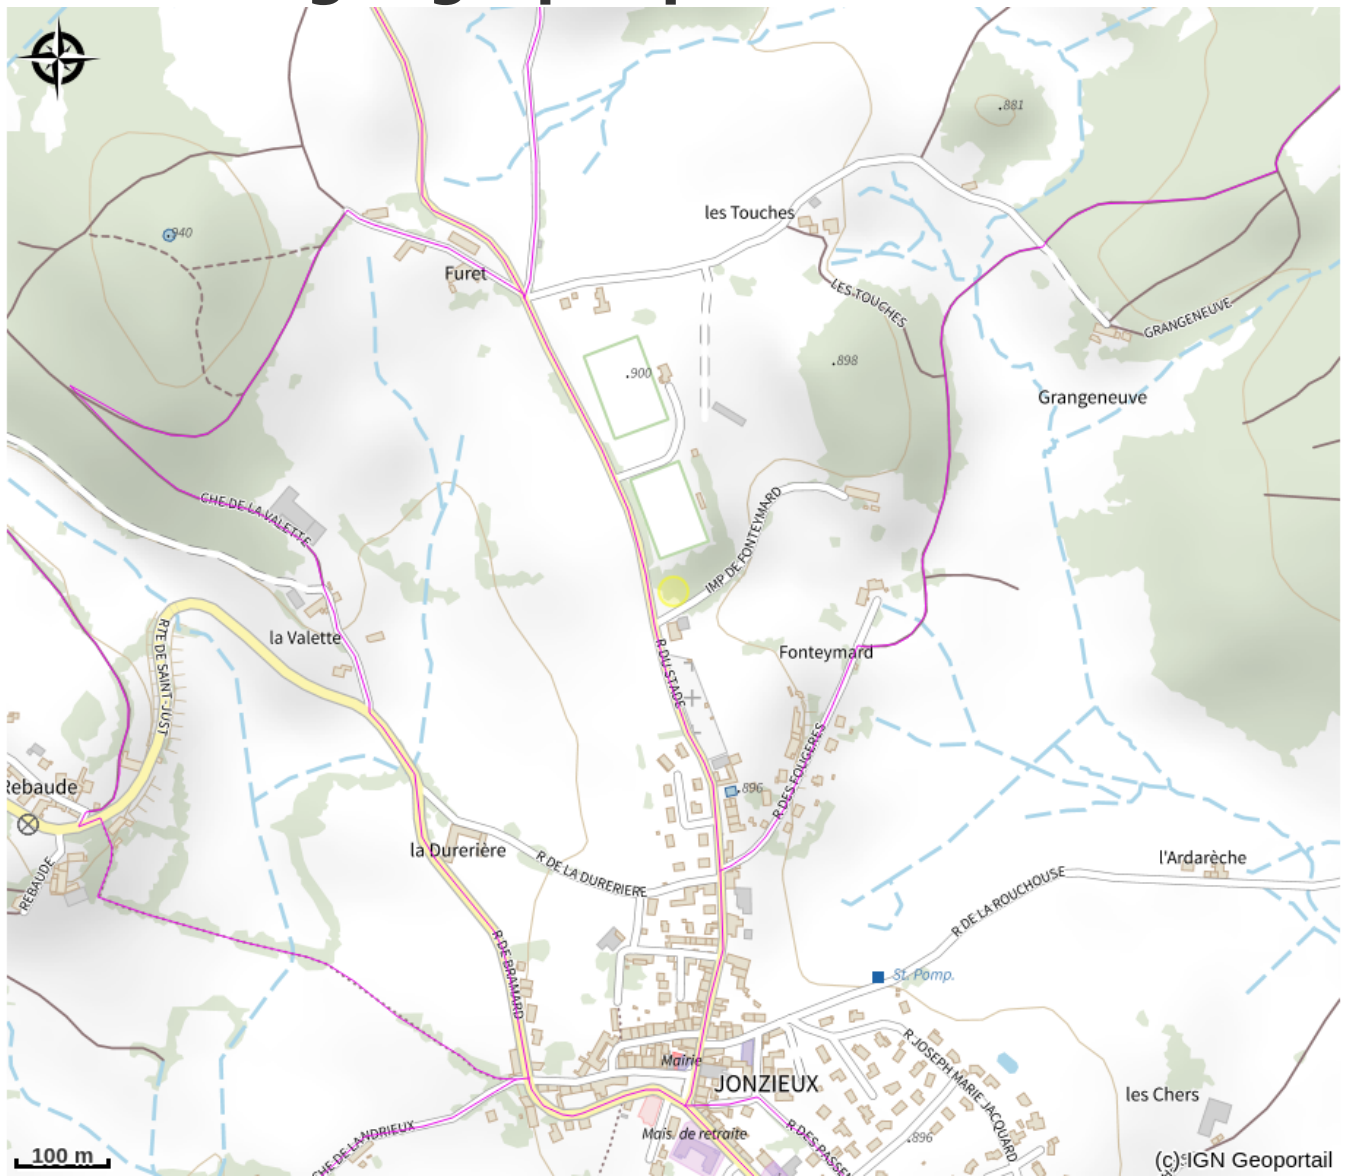 881
les Touches
940
Furet
LES TOUCHES
GRANGENEUVE
900
898
Grangeneuve
CHE DE LA VALETTE
IMP DE FONTEYMARD
RTE DE SAINT-JUST
la Valette
R DU STADE
Fonteymard
R DES FOUGERES
Rebaude
896
la Durerière
R DE LA DURERIERE
l'Ardarèche
REBAUDE
R DE LA ROUCHOUSE
R DE BRAMARD
St. Pomp.
Mairie
JONZIEUX
R JOSEPH MARIE JACQUARD
les Chers
CHE DE LANDRIEUX
Mais. de retraite
R DES PASSE
896
100 m
(c) IGN Geoportail